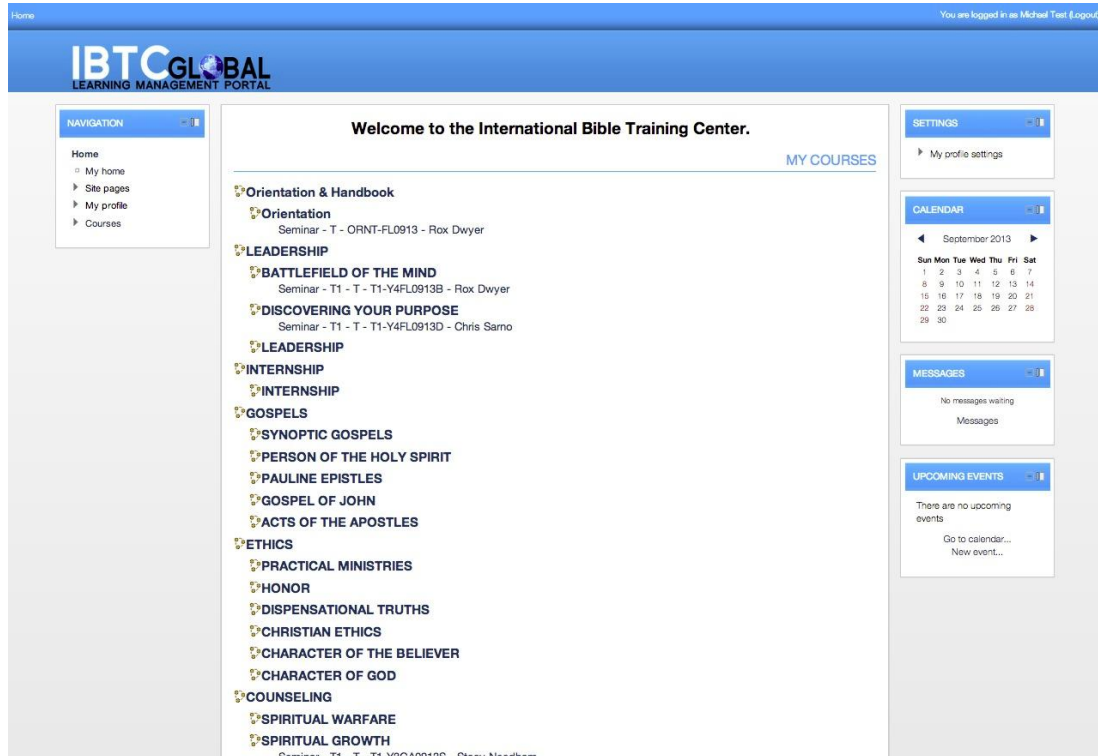 Home
You are logged in as Michael Test (Logout)
IBTCGLOBAL
LEARNING MANAGEMENT PORTAL
NAVIGATION
Home
My home
Site pages
My profile
Courses
Welcome to the International Bible Training Center.
MY COURSES
Orientation & Handbook
Orientation
Seminar - T - ORNT-FL0913 - Rox Dwyer
LEADERSHIP
BATTLEFIELD OF THE MIND
Seminar - T1 - T - T1-Y4FL0913B - Rox Dwyer
DISCOVERING YOUR PURPOSE
Seminar - T1 - T - T1-Y4FL0913D - Chris Sarno
LEADERSHIP
INTERNSHIP
INTERNSHIP
GOSPELS
SYNOPTIC GOSPELS
PERSON OF THE HOLY SPIRIT
PAULINE EPISTLES
GOSPEL OF JOHN
ACTS OF THE APOSTLES
ETHICS
PRACTICAL MINISTRIES
HONOR
DISPENSATIONAL TRUTHS
CHRISTIAN ETHICS
CHARACTER OF THE BELIEVER
CHARACTER OF GOD
COUNSELING
SPIRITUAL WARFARE
SPIRITUAL GROWTH
SETTINGS
My profile settings
CALENDAR
September 2013
Sun Mon Tue Wed Thu Fri Sat
1 2 3 4 5 6 7
8 9 10 11 12 13 14
15 16 17 18 19 20 21
22 23 24 25 26 27 28
29 30
MESSAGES
No messages waiting
Messages
UPCOMING EVENTS
There are no upcoming
events
Go to calendar...
New event...